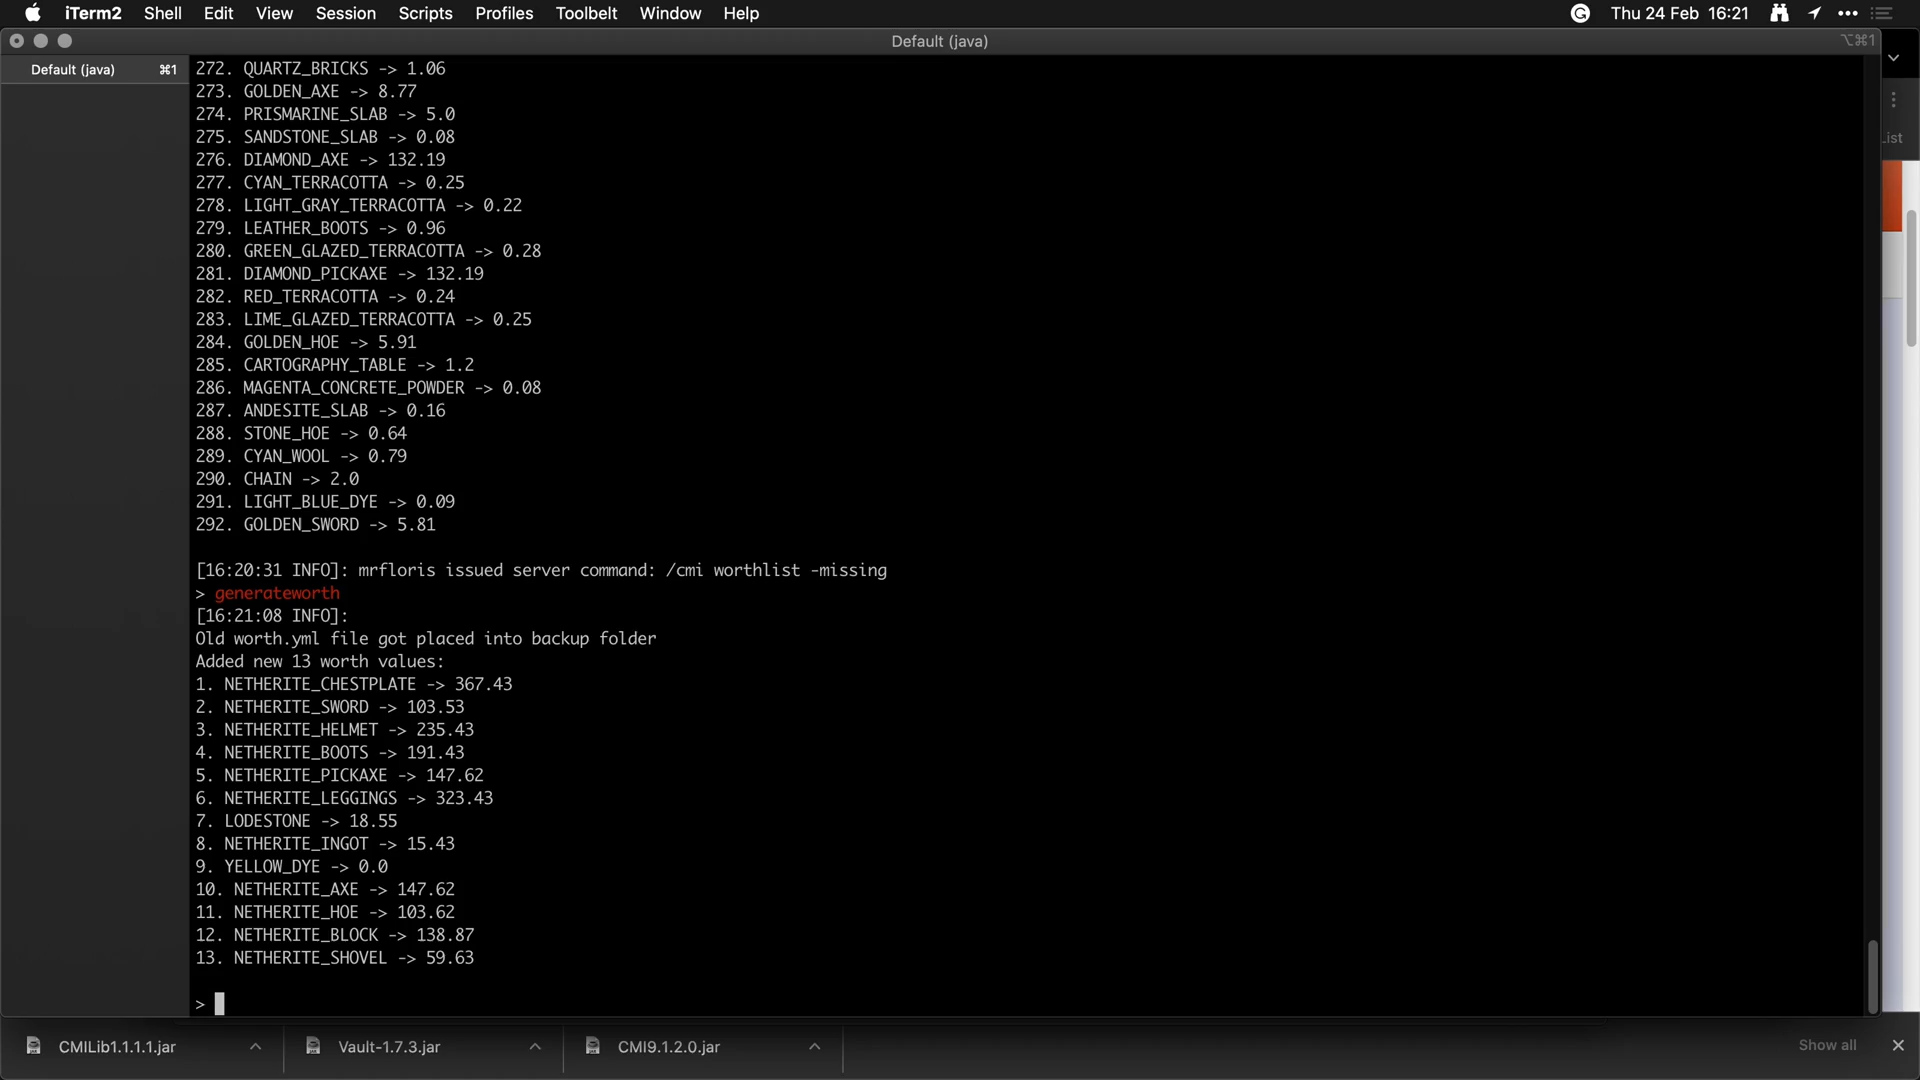 iTerm2 Shell Edit View Session Scripts Profiles Toolbelt Window Help Thu 24 Feb 16:21
Default (java) ⌥⌘1
Default (java) ⌘1
List
272. QUARTZ_BRICKS -> 1.06
273. GOLDEN_AXE -> 8.77
274. PRISMARINE_SLAB -> 5.0
275. SANDSTONE_SLAB -> 0.08
276. DIAMOND_AXE -> 132.19
277. CYAN_TERRACOTTA -> 0.25
278. LIGHT_GRAY_TERRACOTTA -> 0.22
279. LEATHER_BOOTS -> 0.96
280. GREEN_GLAZED_TERRACOTTA -> 0.28
281. DIAMOND_PICKAXE -> 132.19
282. RED_TERRACOTTA -> 0.24
283. LIME_GLAZED_TERRACOTTA -> 0.25
284. GOLDEN_HOE -> 5.91
285. CARTOGRAPHY_TABLE -> 1.2
286. MAGENTA_CONCRETE_POWDER -> 0.08
287. ANDESITE_SLAB -> 0.16
288. STONE_HOE -> 0.64
289. CYAN_WOOL -> 0.79
290. CHAIN -> 2.0
291. LIGHT_BLUE_DYE -> 0.09
292. GOLDEN_SWORD -> 5.81
[16:20:31 INFO]: mrfloris issued server command: /cmi worthlist -missing
> generateworth
[16:21:08 INFO]:
Old worth.yml file got placed into backup folder
Added new 13 worth values:
1. NETHERITE_CHESTPLATE -> 367.43
2. NETHERITE_SWORD -> 103.53
3. NETHERITE_HELMET -> 235.43
4. NETHERITE_BOOTS -> 191.43
5. NETHERITE_PICKAXE -> 147.62
6. NETHERITE_LEGGINGS -> 323.43
7. LODESTONE -> 18.55
8. NETHERITE_INGOT -> 15.43
9. YELLOW_DYE -> 0.0
10. NETHERITE_AXE -> 147.62
11. NETHERITE_HOE -> 103.62
12. NETHERITE_BLOCK -> 138.87
13. NETHERITE_SHOVEL -> 59.63
>
CMILib1.1.1.1.jar Vault-1.7.3.jar CMI9.1.2.0.jar Show all